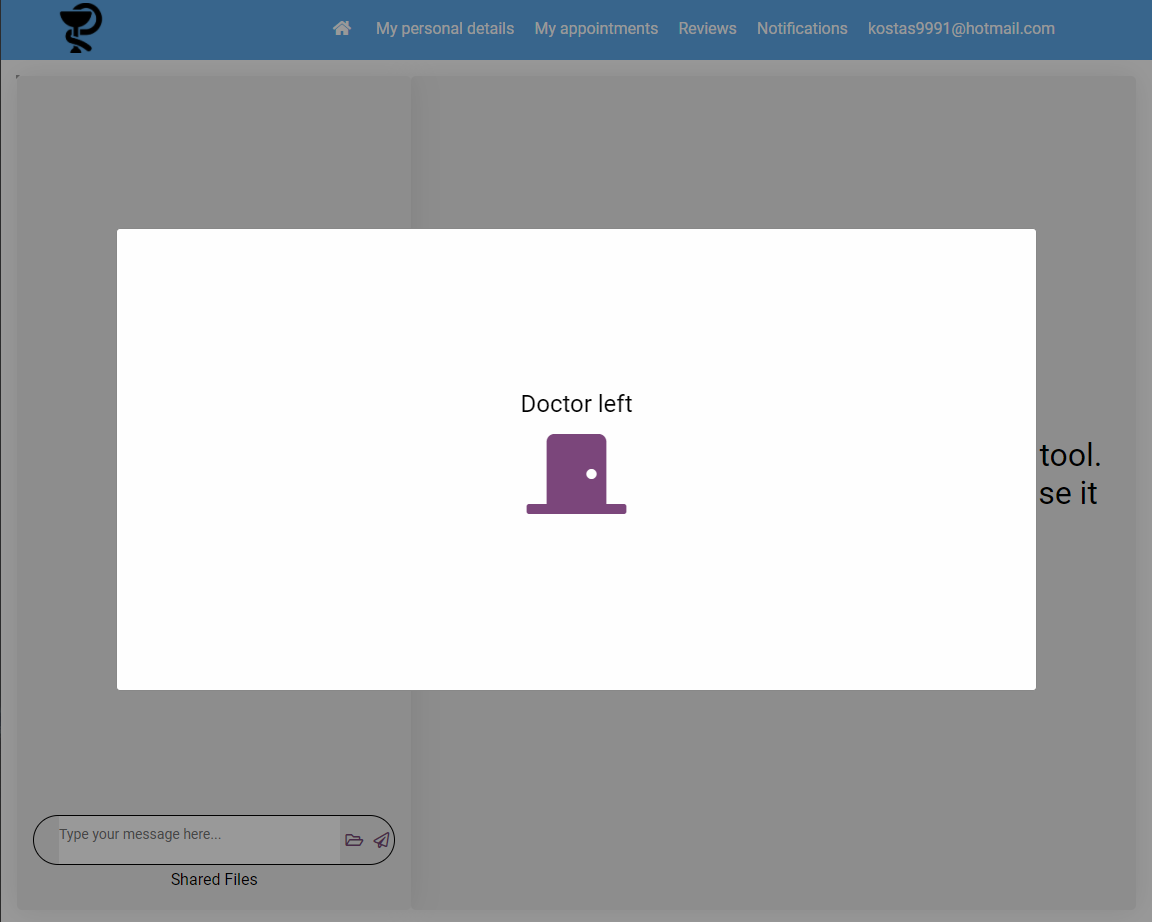 My personal details My appointments Reviews Notifications kostas9991@hotmail.com
Doctor left
tool.
se it
Type your message here...
Shared Files